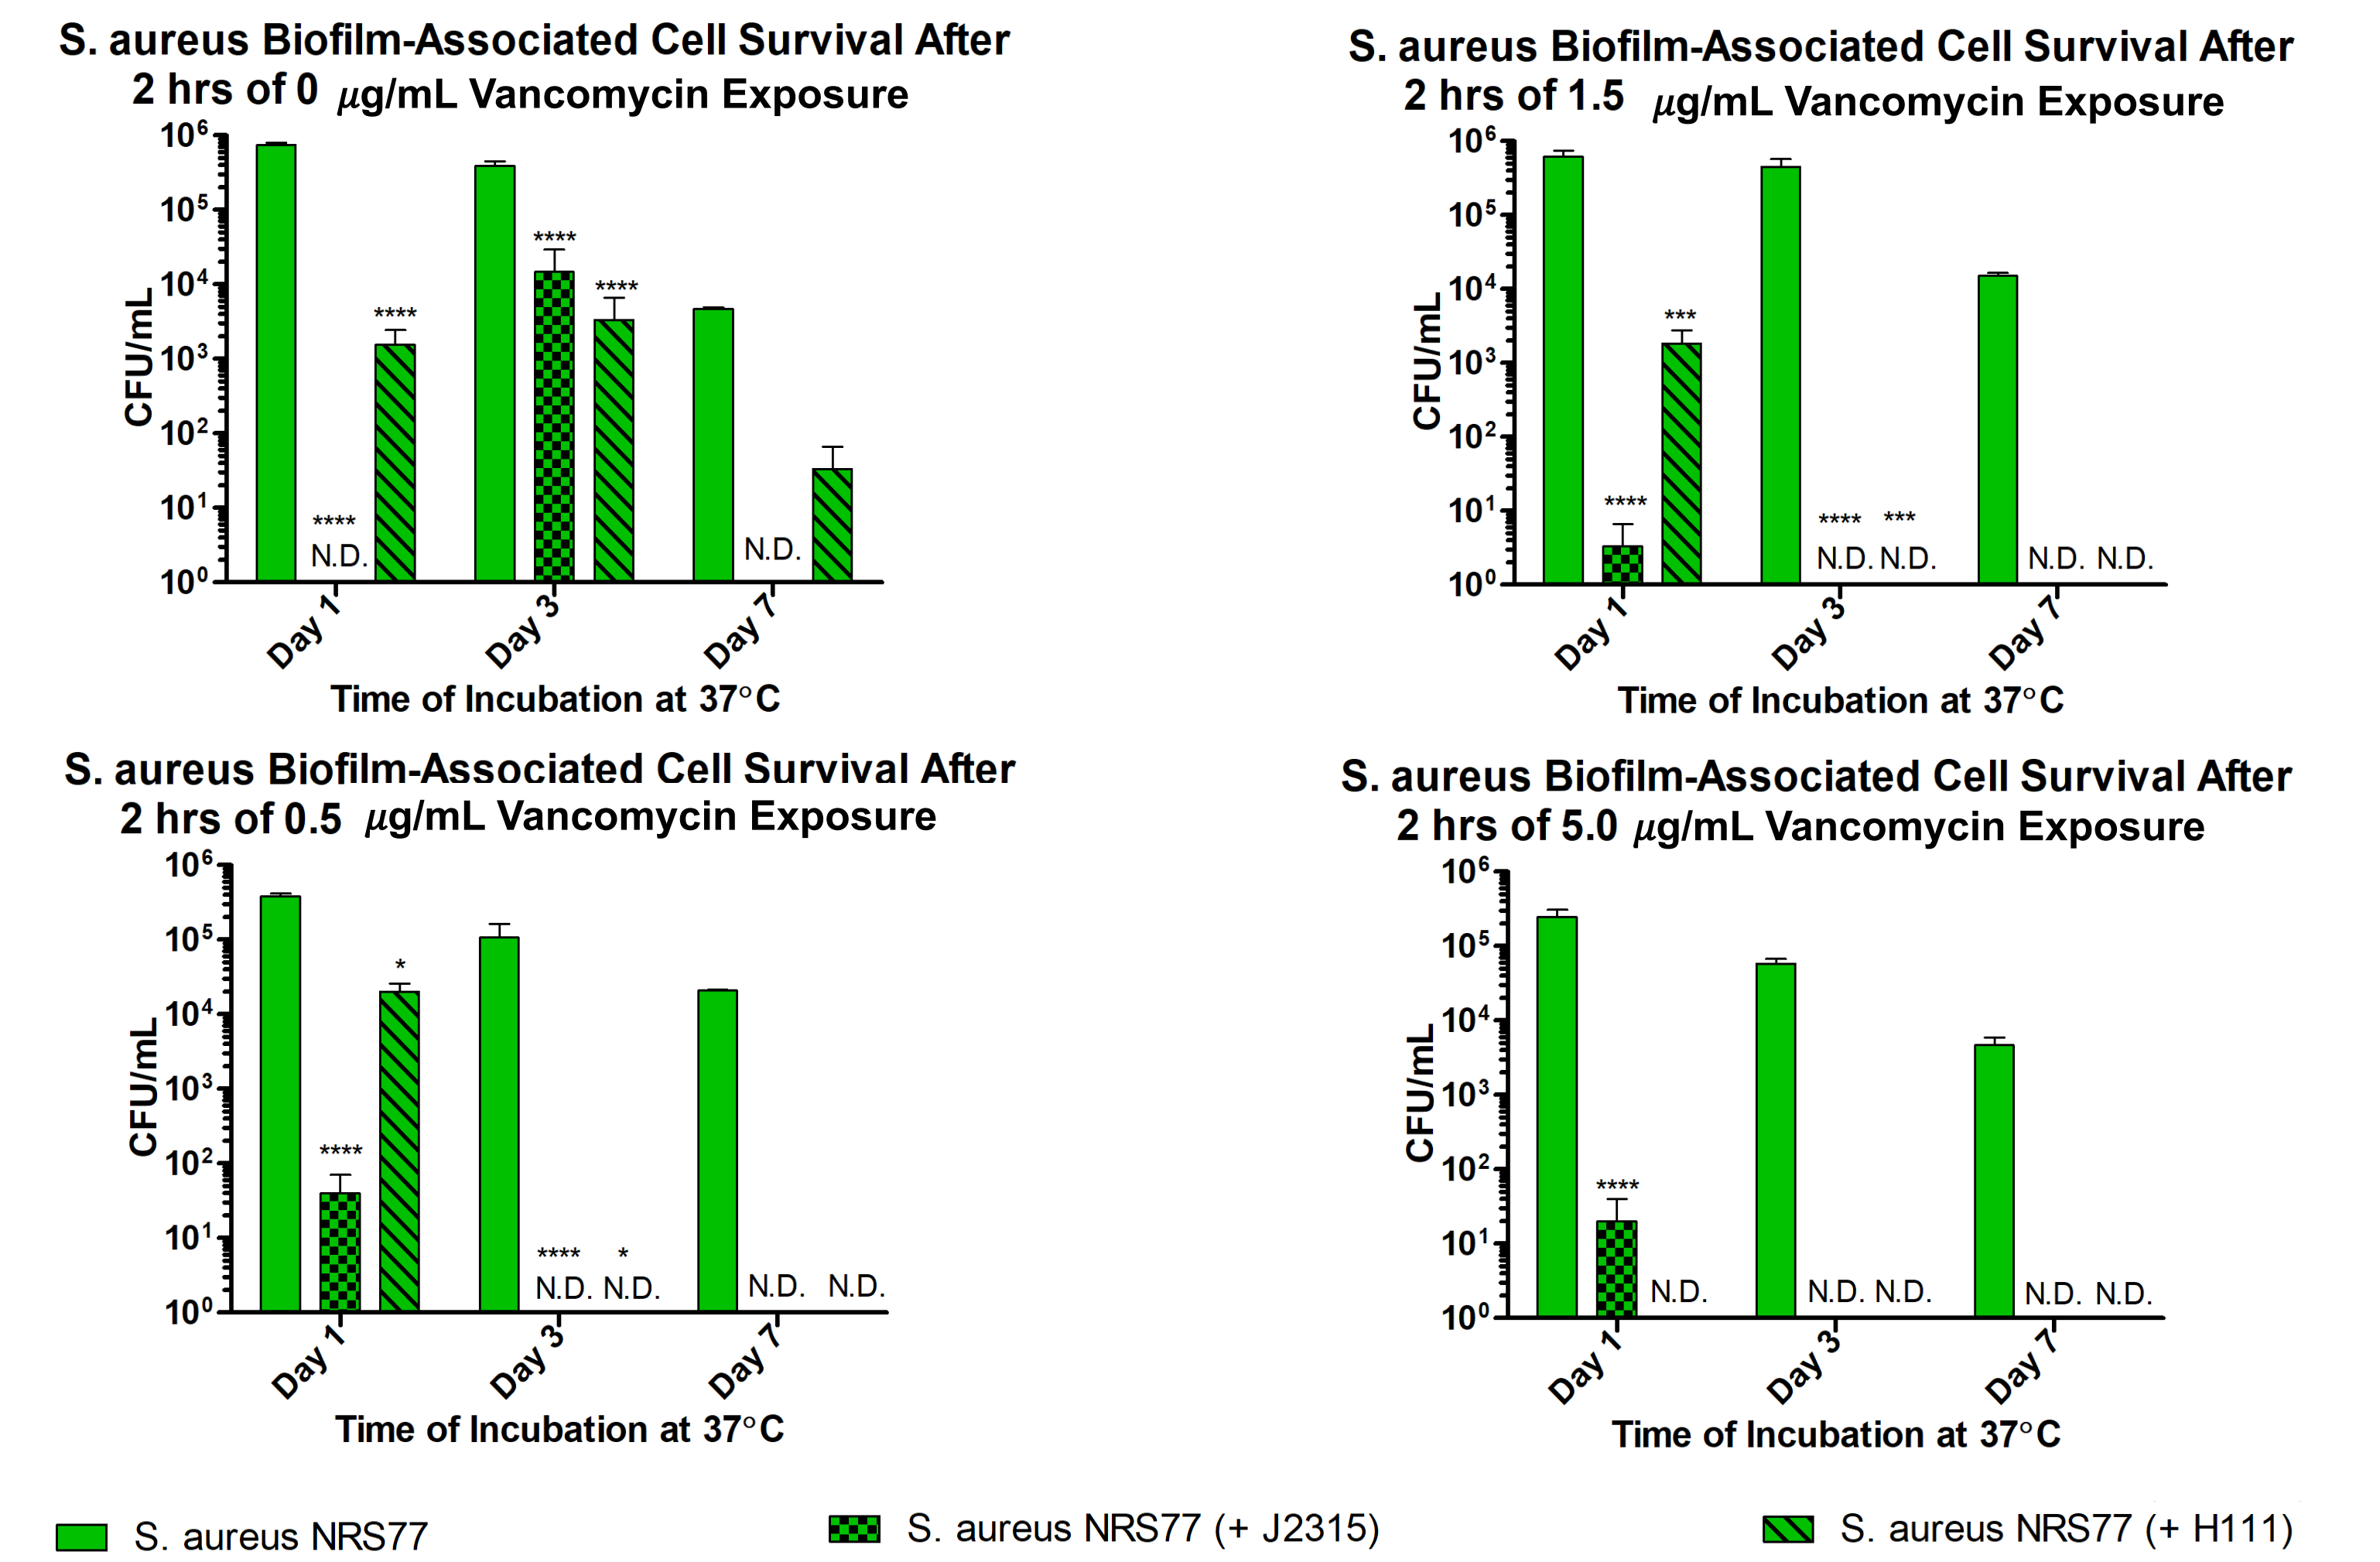 S. aureus Biofilm-Associated Cell Survival After
2 hrs of 0 µg/mL Vancomycin Exposure
10⁶
10⁵
10⁴
10³
10²
10¹
10⁰
CFU/mL
****
N.D.
****
****
****
N.D.
Day 1
Day 3
Day 7
Time of Incubation at 37°C
S. aureus Biofilm-Associated Cell Survival After
2 hrs of 1.5 µg/mL Vancomycin Exposure
10⁶
10⁵
10⁴
10³
10²
10¹
10⁰
CFU/mL
****
***
**** ***
N.D. N.D.
N.D. N.D.
Day 1
Day 3
Day 7
Time of Incubation at 37°C
S. aureus Biofilm-Associated Cell Survival After
2 hrs of 0.5 µg/mL Vancomycin Exposure
10⁶
10⁵
10⁴
10³
10²
10¹
10⁰
CFU/mL
****
*
**** *
N.D. N.D.
N.D. N.D.
Day 1
Day 3
Day 7
Time of Incubation at 37°C
S. aureus Biofilm-Associated Cell Survival After
2 hrs of 5.0 µg/mL Vancomycin Exposure
10⁶
10⁵
10⁴
10³
10²
10¹
10⁰
CFU/mL
****
N.D.
N.D. N.D.
N.D. N.D.
Day 1
Day 3
Day 7
Time of Incubation at 37°C
S. aureus NRS77
S. aureus NRS77 (+ J2315)
S. aureus NRS77 (+ H111)